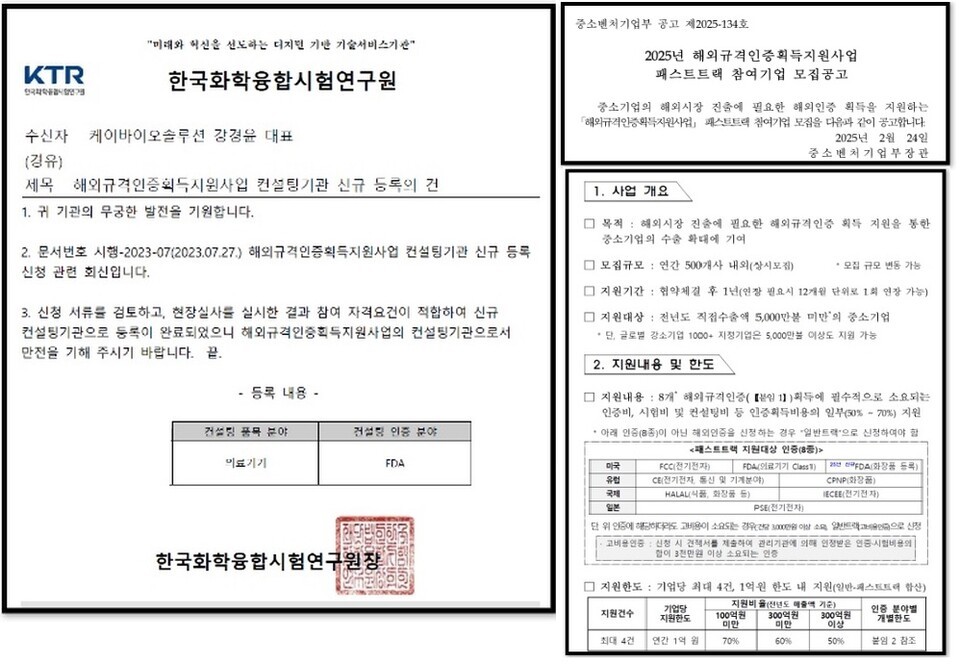 "미래와 혁신을 선도하는 디지털 기반 기술서비스기관"
KTR
한국화학융합시험연구원
한국화학융합시험연구원
수신자 케이바이오솔루션 강경윤 대표
(경유)
제목 해외규격인증획득지원사업 컨설팅기관 신규 등록의 건
1. 귀 기관의 무궁한 발전을 기원합니다.
2. 문서번호 시행-2023-07(2023.07.27.) 해외규격인증획득지원사업 컨설팅기관 신규 등록
신청 관련 회신입니다.
3. 신청 서류를 검토하고, 현장실사를 실시한 결과 참여 자격요건이 적합하여 신규
컨설팅기관으로 등록이 완료되었으니 해외규격인증획득지원사업의 컨설팅기관으로서
만전을 기해 주시기 바랍니다. 끝.
- 등록 내용 -
컨설팅 품목 분야 컨설팅 인증 분야
의료기기 FDA
한국화학융합시험연구원장
중소벤처기업부 공고 제2025-134호
2025년 해외규격인증획득지원사업
패스트트랙 참여기업 모집공고
중소기업의 해외시장 진출에 필요한 해외인증 획득을 지원하는
「해외규격인증획득지원사업」 패스트트랙 참여기업 모집을 다음과 같이 공고합니다.
2025년 2월 24일
중소벤처기업부장관
1. 사업 개요
□ 목적 : 해외시장 진출에 필요한 해외규격인증 획득 지원을 통한
중소기업의 수출 확대에 기여
□ 모집규모 : 연간 500개사 내외(상시모집) * 모집 규모 변동 가능
□ 지원기간 : 협약체결 후 1년(연장 필요시 12개월 단위로 1회 연장 가능)
□ 지원대상 : 전년도 직접수출액 5,000만불 미만*의 중소기업
* 단, 글로벌 강소기업 1000+ 지정기업은 5,000만불 이상도 지원 가능
2. 지원내용 및 한도
□ 지원내용 : 8개* 해외규격인증(【붙임 1】)획득에 필수적으로 소요되는
인증비, 시험비 및 컨설팅비 등 인증획득비용의 일부(50% ~ 70%) 지원
* 아래 인증(8종)이 아닌 해외인증을 신청하는 경우 "일반트랙"으로 신청하여야 함
<패스트트랙 지원대상 인증(8종)>
미국 FCC(전기전자) FDA(의료기기 Class1) 25년 신규FDA(화장품 등록)
유럽 CE(전기전자, 통신 및 기계분야) CPNP(화장품)
국제 HALAL(식품, 화장품 등) IECEE(전기전자)
일본 PSE(전기전자)
단, 위 인증에 해당하더라도 고비용이 소요되는 경우(건당 3,000만원 이상 소요), 일반트랙(고비용인증)으로 신청
- 고비용인증 : 신청 시 견적서를 제출하여 관리기관에 의해 인정받은 인증·시험비용의
합이 3천만원 이상 소요되는 인증
□ 지원한도 : 기업당 최대 4건, 1억원 한도 내 지원(일반·패스트트랙 합산)
지원건수 기업당 지원한도 지원비율(전년도 매출액 기준) 인증 분야별 개별한도
100억원 미만 300억원 미만 300억원 이상
최대 4건 연간 1억 원 70% 60% 50% 붙임 2 참조